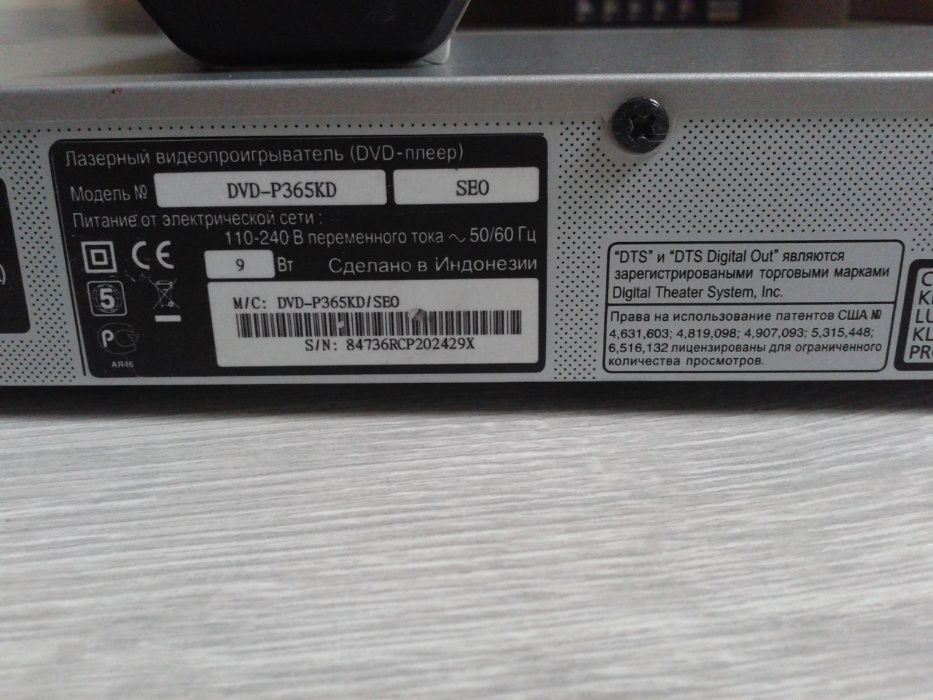 Лазерный видеопроигрыватель (DVD-плеер)
Модель № DVD-P365KD SEO
Питание от электрической сети :
110-240 В переменного тока ~ 50/60 Гц
9 Вт Сделано в Индонезии
CE
5
M/C: DVD-P365KD/SEO
S/N: 84736RCP202429X
АЯ46
"DTS" и "DTS Digital Out" являются
зарегистрироваными торговыми марками
Digital Theater System, Inc.
Права на использование патентов США №
4,631,603; 4,819,098; 4,907,093; 5,315,448;
6,516,132 лицензированы для ограниченного
количества просмотров.
KL
PR